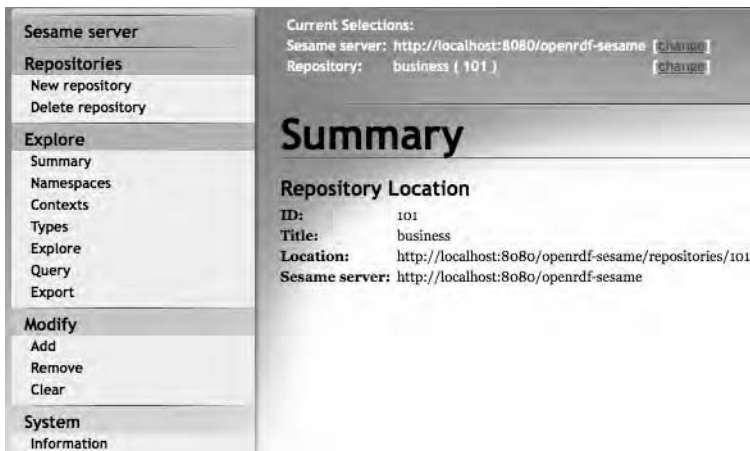 Sesame server
Repositories
New repository
Delete repository
Explore
Summary
Namespaces
Contexts
Types
Explore
Query
Export
Modify
Add
Remove
Clear
System
Information
Current Selections:
Sesame server: http://localhost:8080/openrdf-sesame [change]
Repository: business ( 101 ) [change]
Summary
Repository Location
ID: 101
Title: business
Location: http://localhost:8080/openrdf-sesame/repositories/101
Sesame server: http://localhost:8080/openrdf-sesame